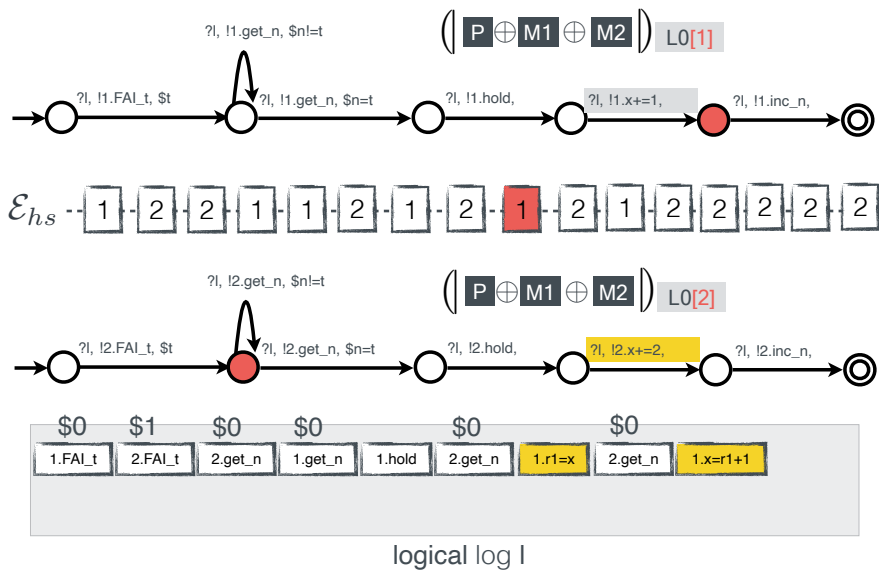 ?l, !1.get_n, $n!=t
( P ⊕ M1 ⊕ M2 ) L0[1]
?l, !1.FAI_t, $t ?l, !1.get_n, $n=t ?l, !1.hold, ?l, !1.x+=1, ?l, !1.inc_n,
ℰhs 1 2 2 1 1 2 1 2 1 2 1 2 2 2 2
?l, !2.get_n, $n!=t
( P ⊕ M1 ⊕ M2 ) L0[2]
?l, !2.FAI_t, $t ?l, !2.get_n, $n=t ?l, !2.hold, ?l, !2.x+=2, ?l, !2.inc_n,
$0 $1 $0 $0 $0 $0
1.FAI_t 2.FAI_t 2.get_n 1.get_n 1.hold 2.get_n 1.r1=x 2.get_n 1.x=r1+1
logical log l